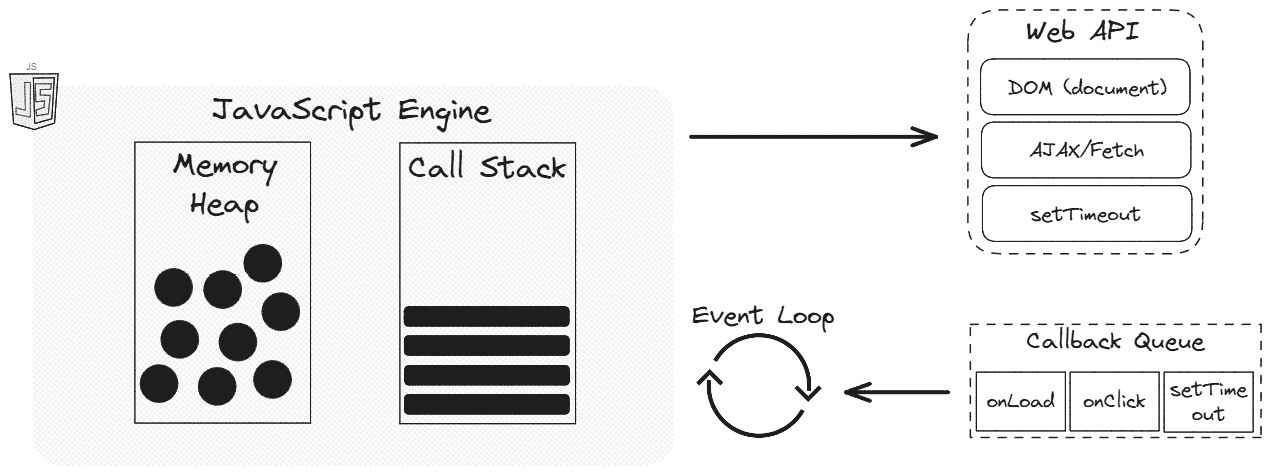 JS
JS
JavaScript Engine
Memory
Heap
Call Stack
Web API
DOM (document)
AJAX/Fetch
setTimeout
Event Loop
Callback Queue
onLoad
onClick
setTime
out